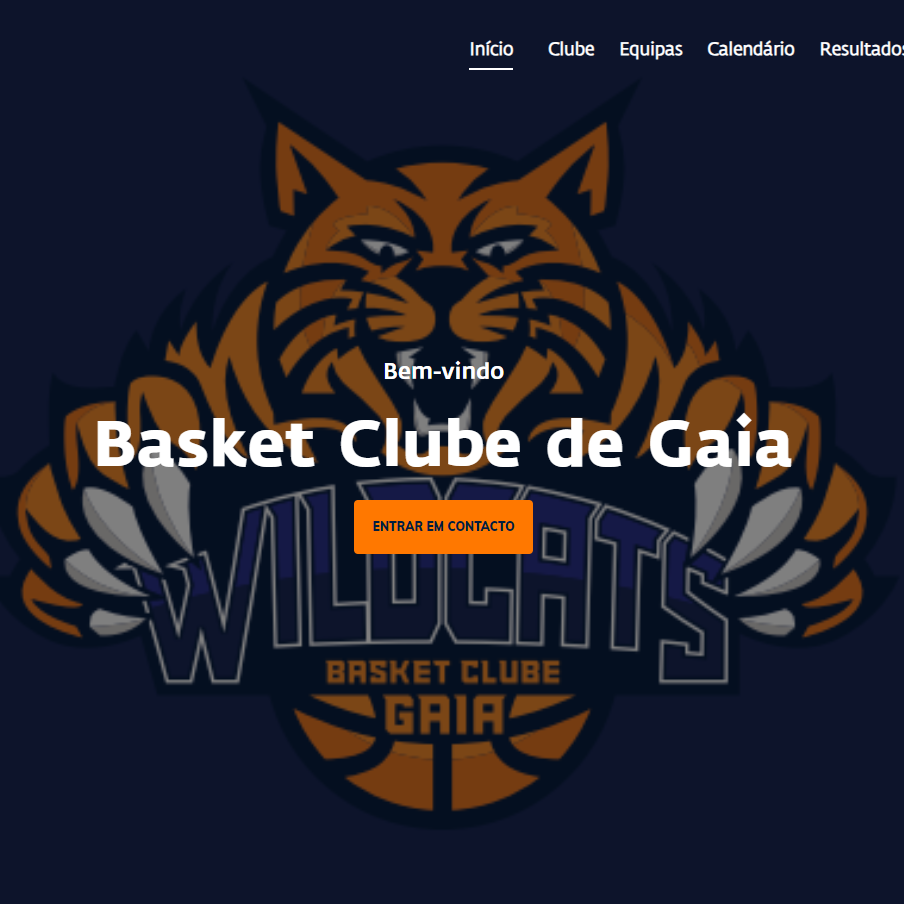 Início Clube Equipas Calendário Resultados
Bem-vindo
Basket Clube de Gaia
ENTRAR EM CONTACTO
WILDCATS
BASKET CLUBE
GAIA